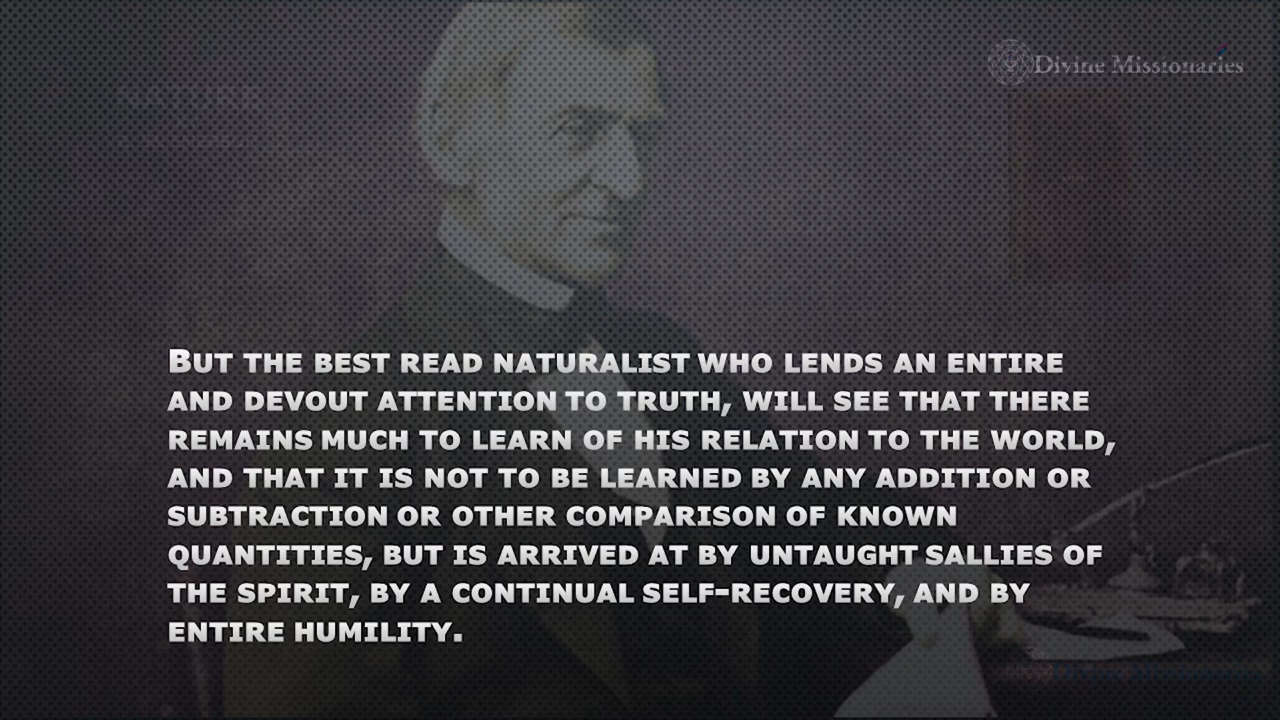 Divine Missionaries
NATURE
But the best read naturalist who lends an entire
and devout attention to truth, will see that there
remains much to learn of his relation to the world,
and that it is not to be learned by any addition or
subtraction or other comparison of known
quantities, but is arrived at by untaught sallies of
the spirit, by a continual self-recovery, and by
entire humility.